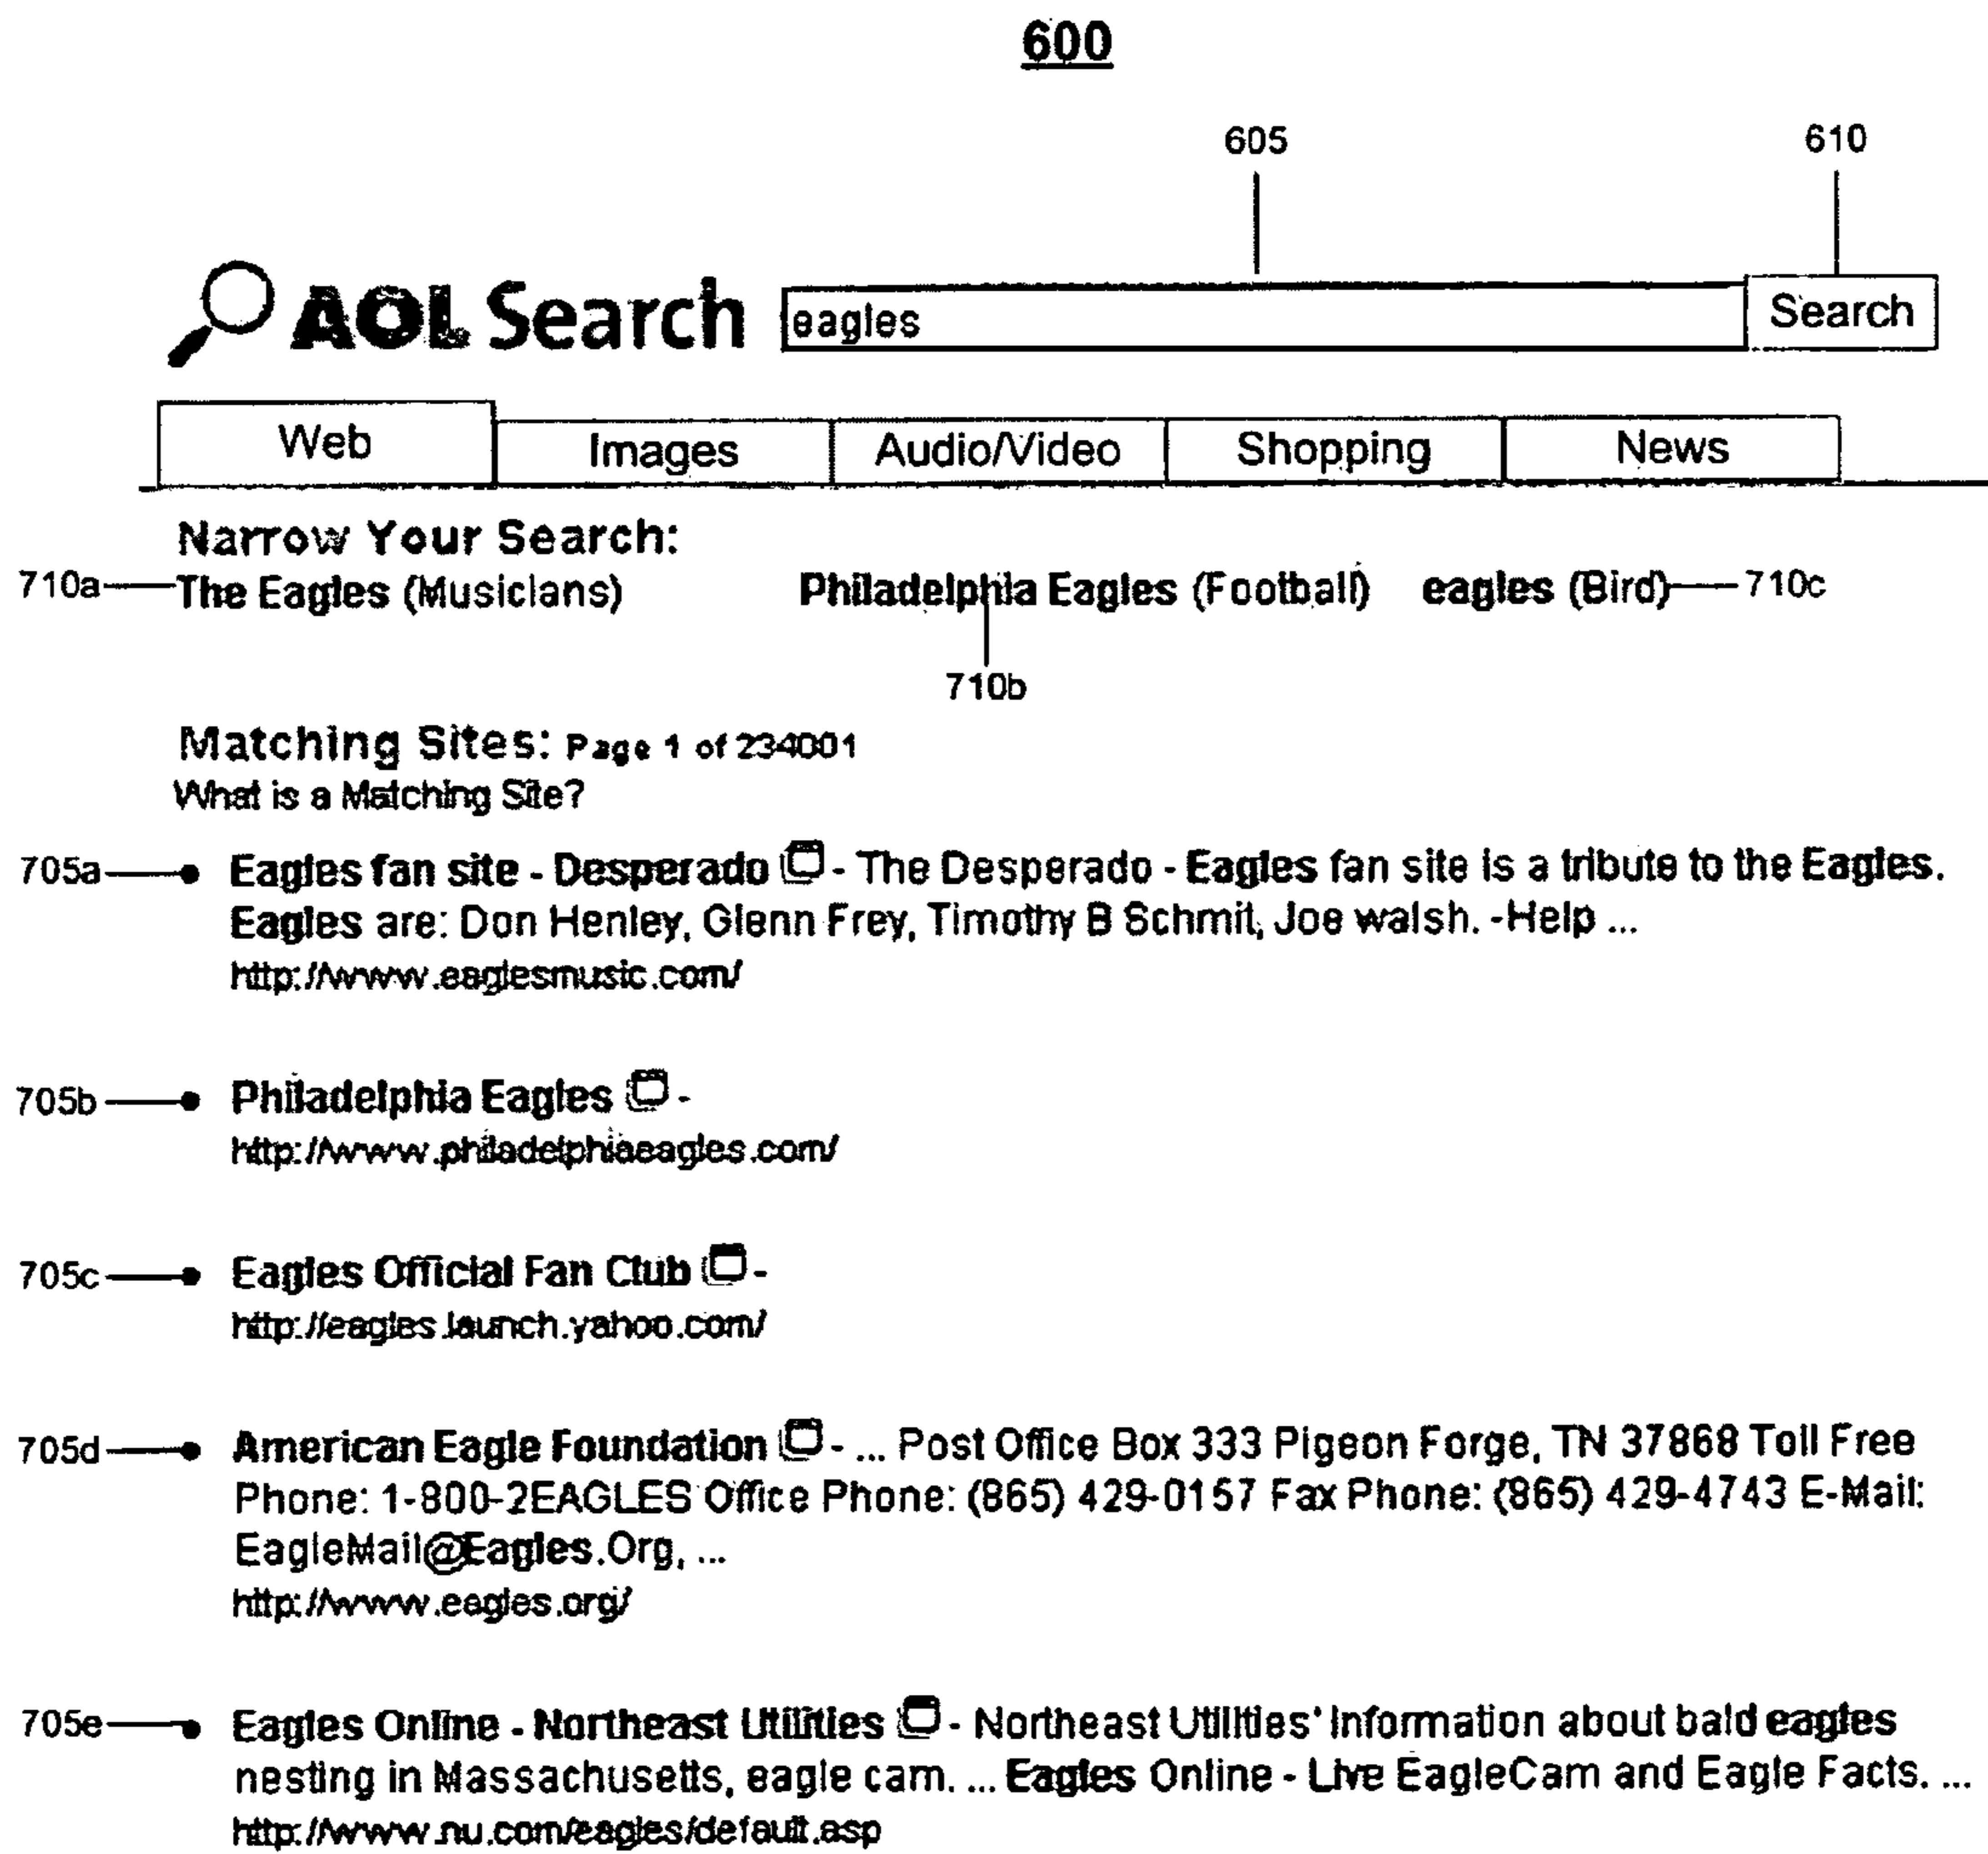 600
605 610
AOL Search eagles Search
Web Images Audio/Video Shopping News
Narrow Your Search:
710a The Eagles (Musicians) Philadelphia Eagles (Football) eagles (Bird) 710c
710b
Matching Sites: Page 1 of 234001
What is a Matching Site?
705a Eagles fan site - Desperado - The Desperado - Eagles fan site is a tribute to the Eagles.
Eagles are: Don Henley, Glenn Frey, Timothy B Schmit, Joe walsh. -Help ...
http://www.eaglesmusic.com/
705b Philadelphia Eagles -
http://www.philadelphiaeagles.com/
705c Eagles Official Fan Club -
http://eagles.launch.yahoo.com/
705d American Eagle Foundation - ... Post Office Box 333 Pigeon Forge, TN 37868 Toll Free
Phone: 1-800-2EAGLES Office Phone: (865) 429-0157 Fax Phone: (865) 429-4743 E-Mail:
EagleMail@Eagles.Org, ...
http://www.eagles.org/
705e Eagles Online - Northeast Utilities - Northeast Utilities' Information about bald eagles
nesting in Massachusetts, eagle cam. ... Eagles Online - Live EagleCam and Eagle Facts. ...
http://www.nu.com/eagles/default.asp